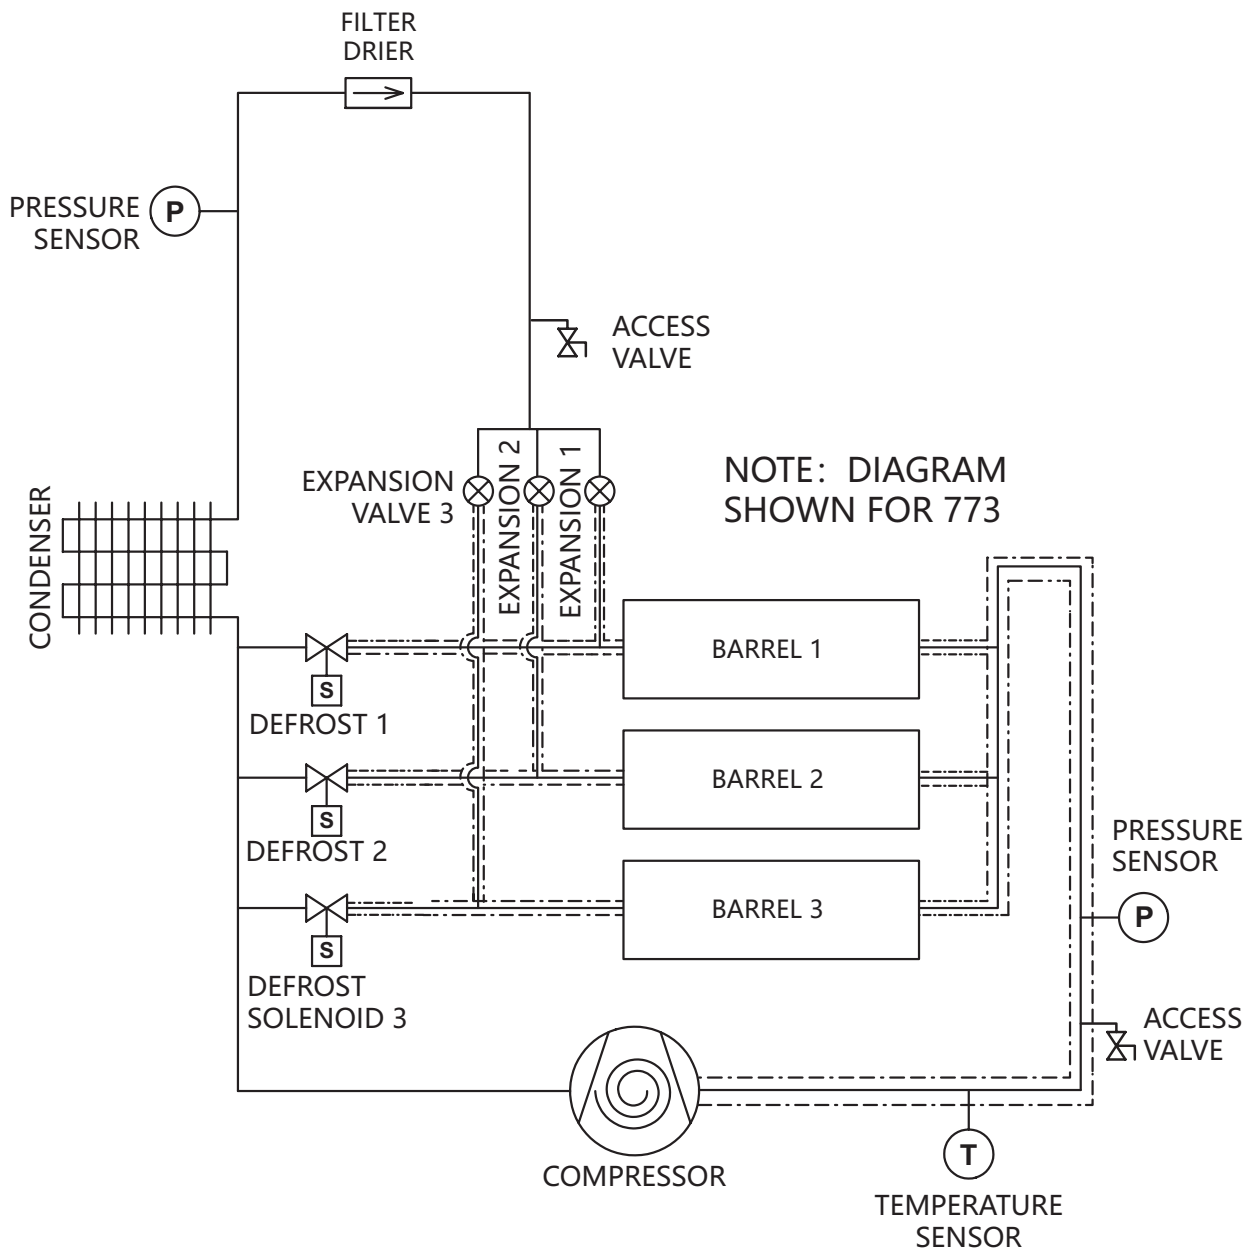 FILTER
DRIER
PRESSURE
SENSOR
P
ACCESS
VALVE
EXPANSION
VALVE 3
EXPANSION 2
EXPANSION 1
NOTE: DIAGRAM
SHOWN FOR 773
CONDENSER
BARREL 1
S
DEFROST 1
BARREL 2
S
DEFROST 2
PRESSURE
SENSOR
P
BARREL 3
S
DEFROST
SOLENOID 3
ACCESS
VALVE
COMPRESSOR
T
TEMPERATURE
SENSOR